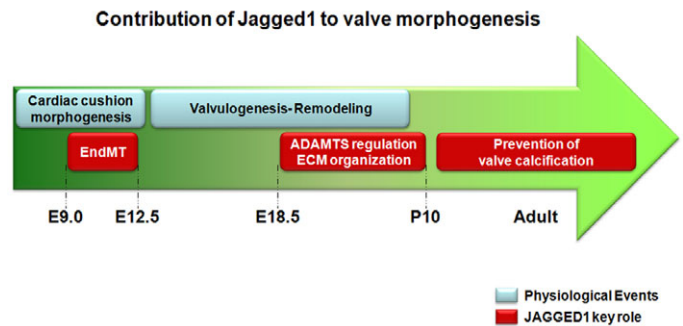 Contribution of Jagged1 to valve morphogenesis
Cardiac cushion
morphogenesis
Valvulogenesis- Remodeling
EndMT
ADAMTS regulation
ECM organization
Prevention of
valve calcification
E9.0
E12.5
E18.5
P10
Adult
Physiological Events
JAGGED1 key role